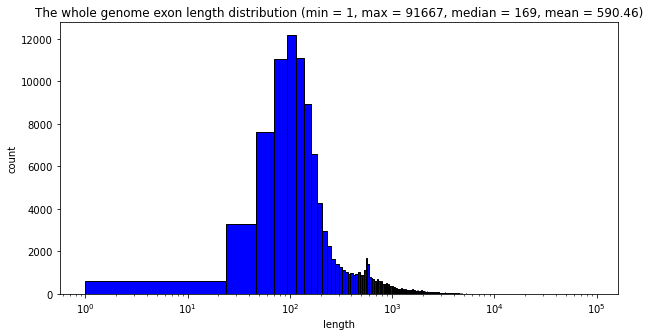 The whole genome exon length distribution (min = 1, max = 91667, median = 169, mean = 590.46)
12000
10000
8000
6000
4000
2000
0
count
10⁰ 10¹ 10² 10³ 10⁴ 10⁵
length